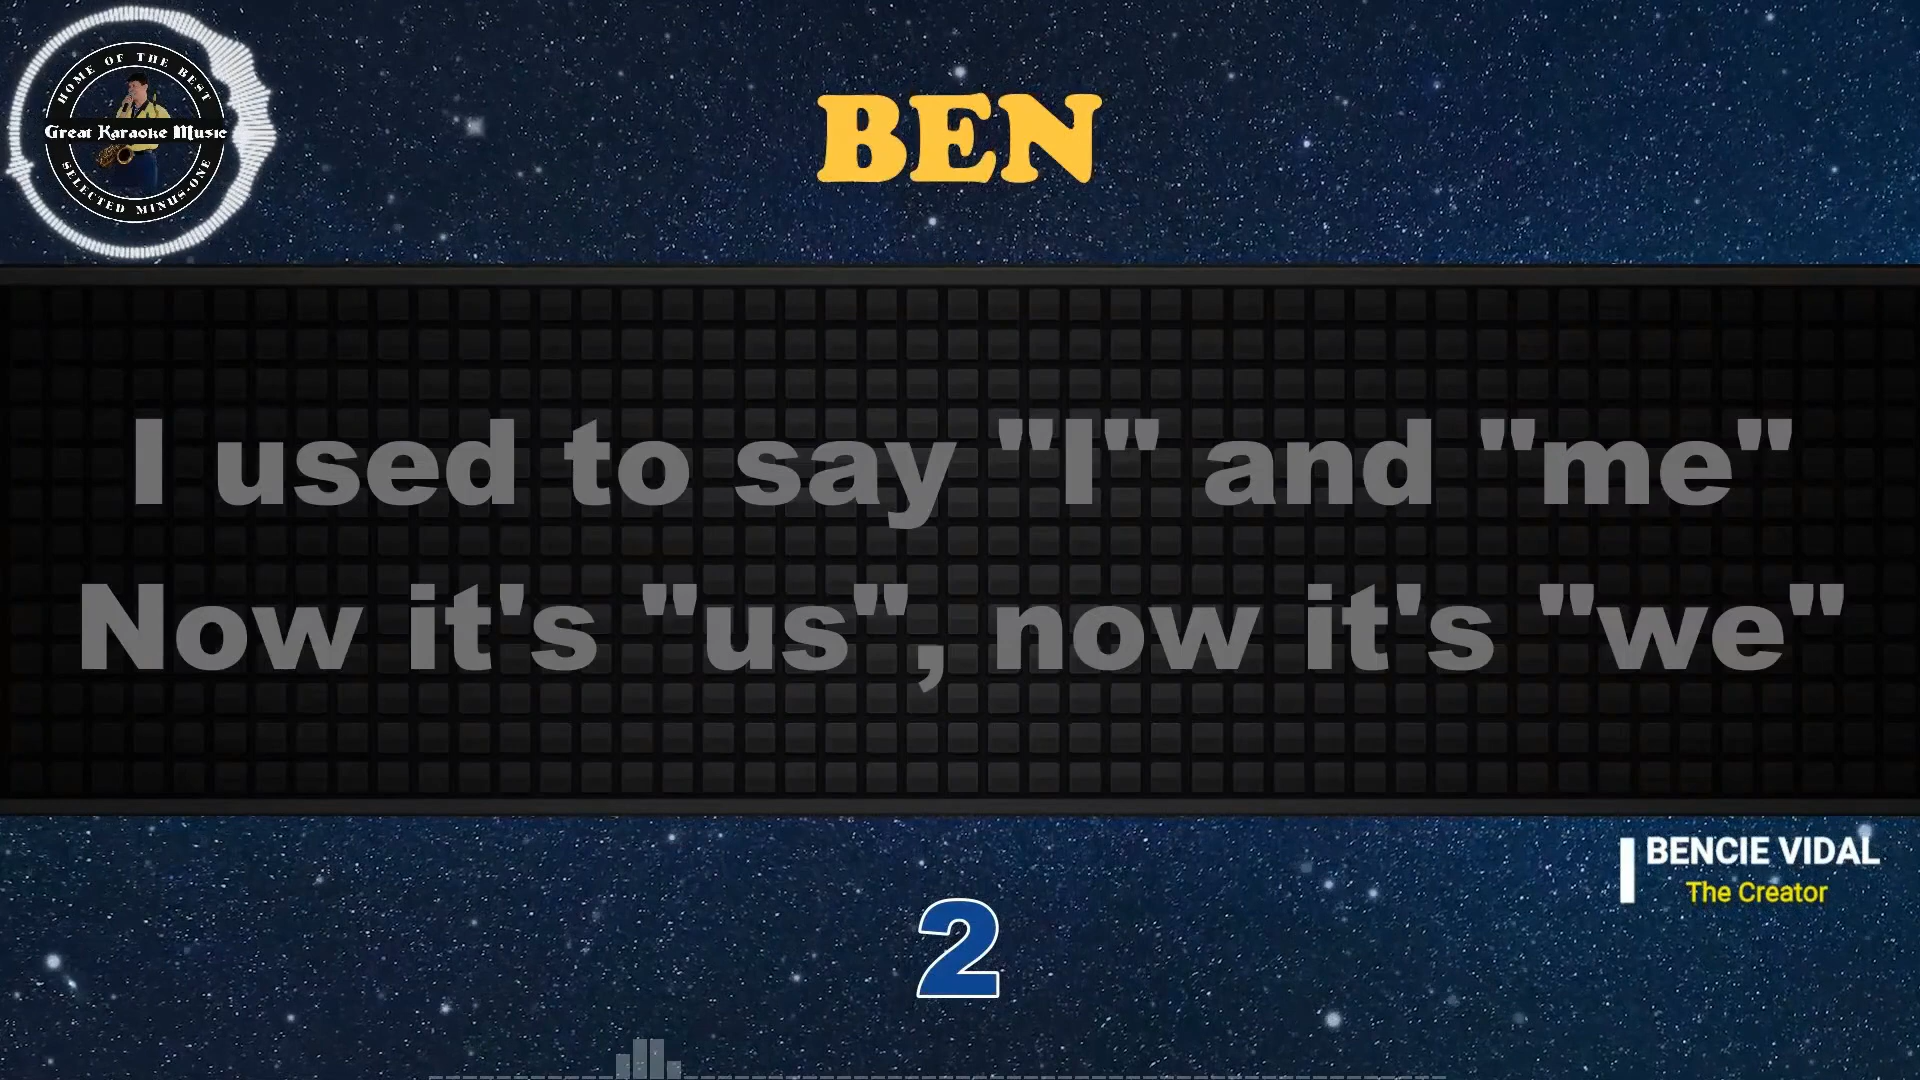 HOME OF THE BEST
Great Karaoke Music
SELECTED MINUS-ONE
BEN
I used to say "I" and "me"
Now it's "us", now it's "we"
BENCIE VIDAL
The Creator
2